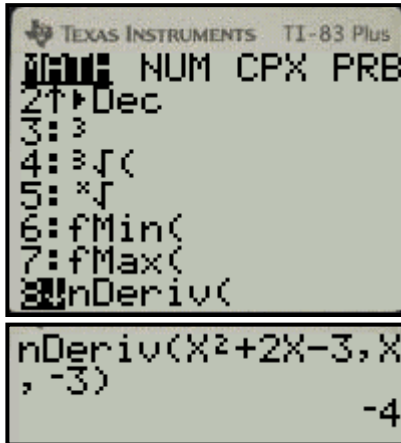 TEXAS INSTRUMENTS TI-83 Plus
MATH NUM CPX PRB
2↑▸Dec
3:³
4:³√(
5:ˣ√
6:fMin(
7:fMax(
8↓nDeriv(
nDeriv(X²+2X−3,X
,⁻3)
⁻4